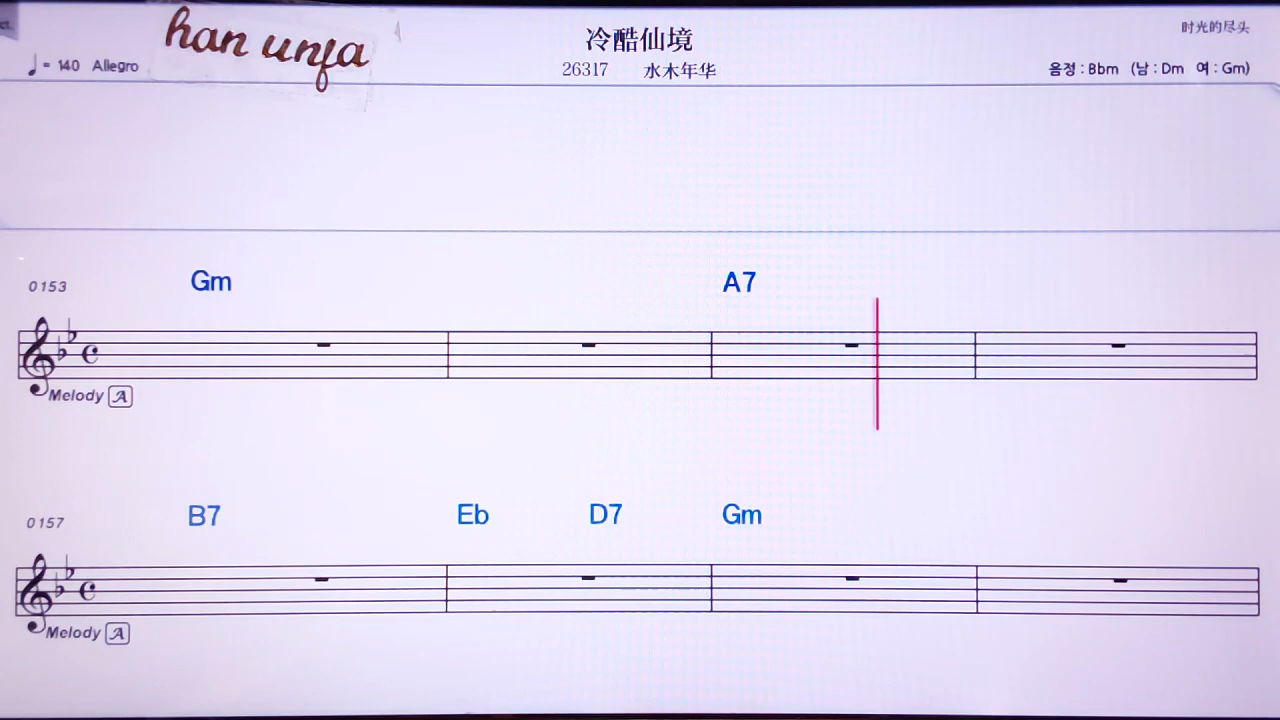 han unfa
冷酷仙境
时光的尽头
♩= 140 Allegro
26317 水木年华
음정 : Bbm (남 : Dm 여 : Gm)
0153 Gm A7
Melody A
0157 B7 Eb D7 Gm
Melody A